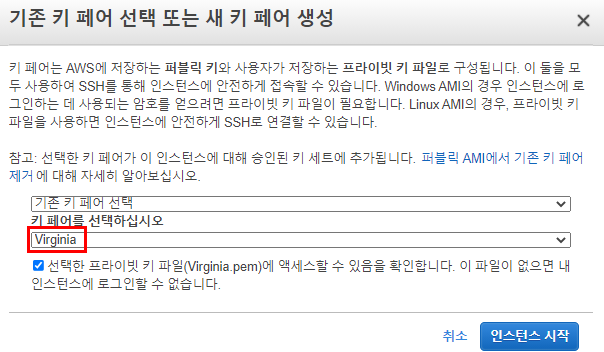 기존 키 페어 선택 또는 새 키 페어 생성
키 페어는 AWS에 저장하는 퍼블릭 키와 사용자가 저장하는 프라이빗 키 파일로 구성됩니다. 이 둘을 모
두 사용하여 SSH를 통해 인스턴스에 안전하게 접속할 수 있습니다. Windows AMI의 경우 인스턴스에 로
그인하는 데 사용되는 암호를 얻으려면 프라이빗 키 파일이 필요합니다. Linux AMI의 경우, 프라이빗 키
파일을 사용하면 인스턴스에 안전하게 SSH로 연결할 수 있습니다.
참고: 선택한 키 페어가 이 인스턴스에 대해 승인된 키 세트에 추가됩니다. 퍼블릭 AMI에서 기존 키 페어
제거 에 대해 자세히 알아보십시오.
기존 키 페어 선택
키 페어를 선택하십시오
Virginia
선택한 프라이빗 키 파일(Virginia.pem)에 액세스할 수 있음을 확인합니다. 이 파일이 없으면 내
인스턴스에 로그인할 수 없습니다.
취소 인스턴스 시작